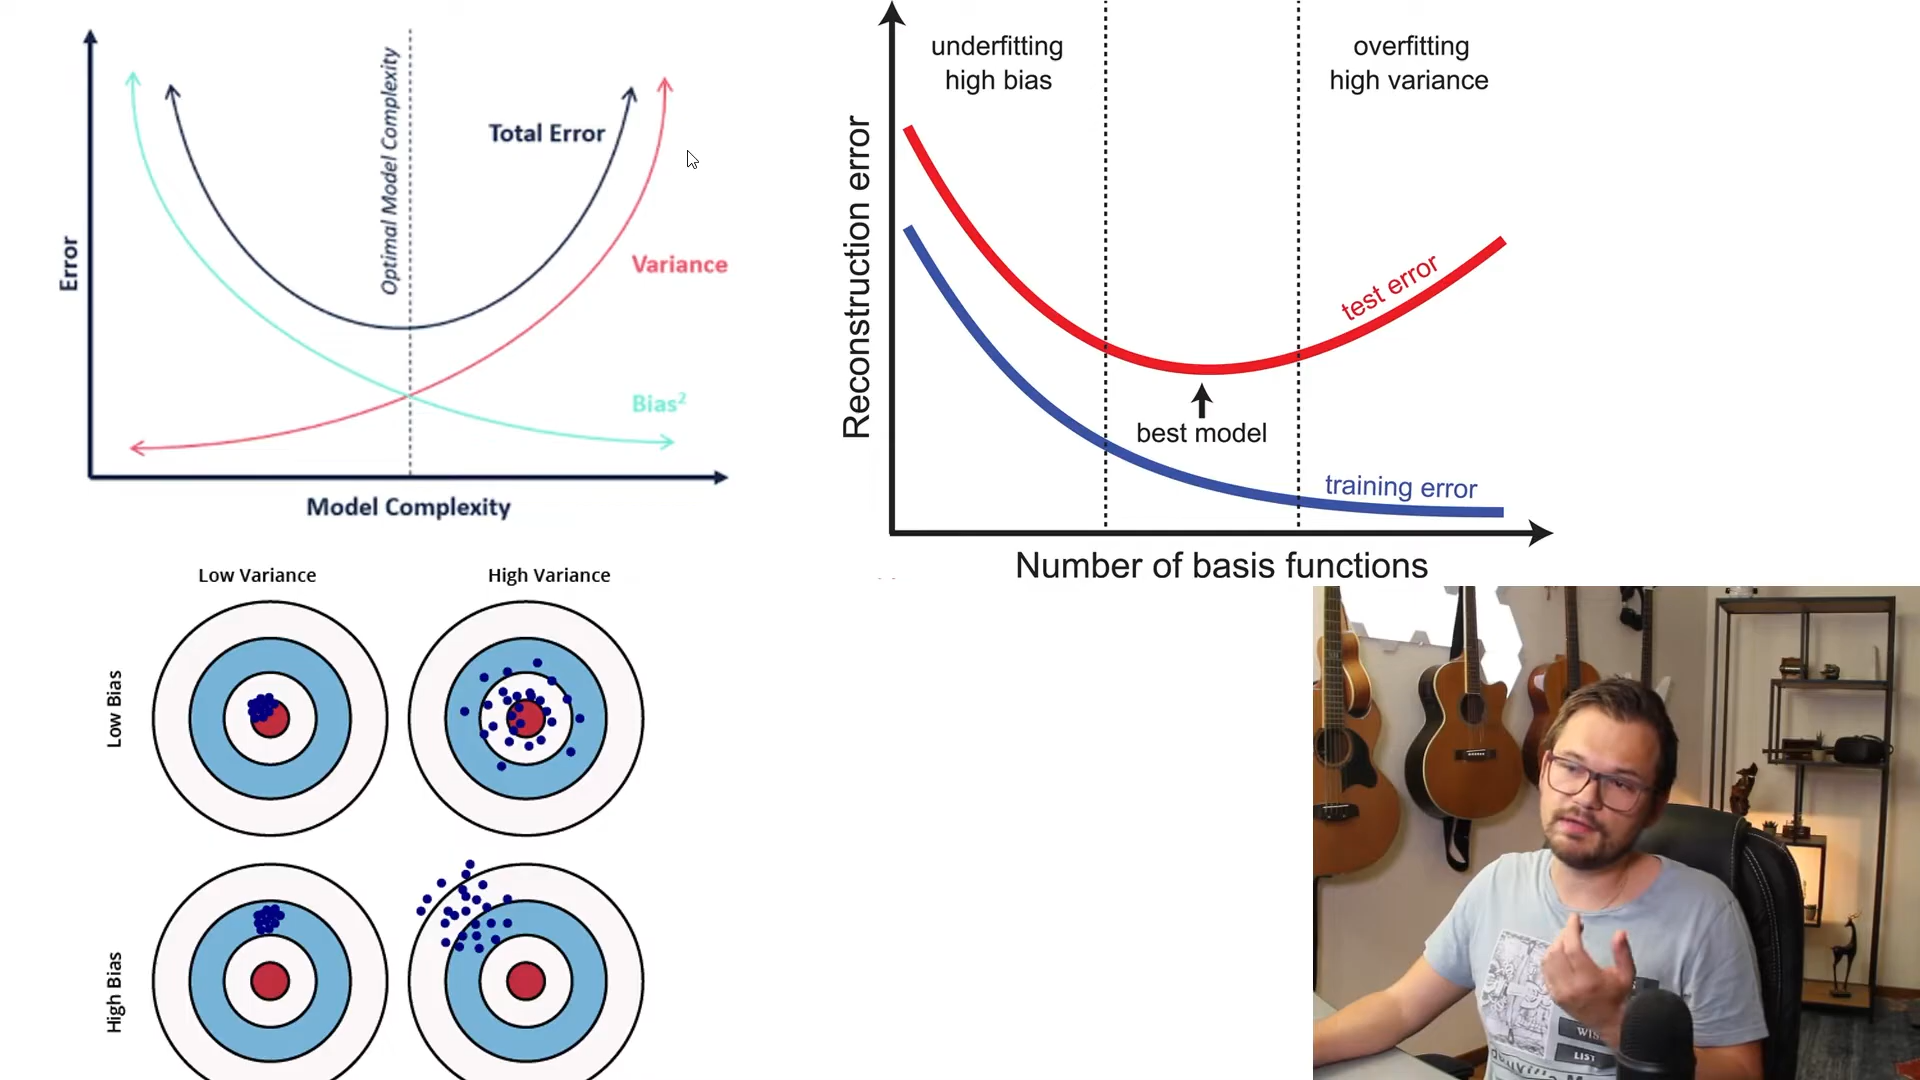 Optimal Model Complexity
Total Error
Variance
Error
Bias²
Model Complexity
underfitting
high bias
overfitting
high variance
Reconstruction error
test error
best model
training error
Number of basis functions
Low Variance
High Variance
Low Bias
High Bias
LIST